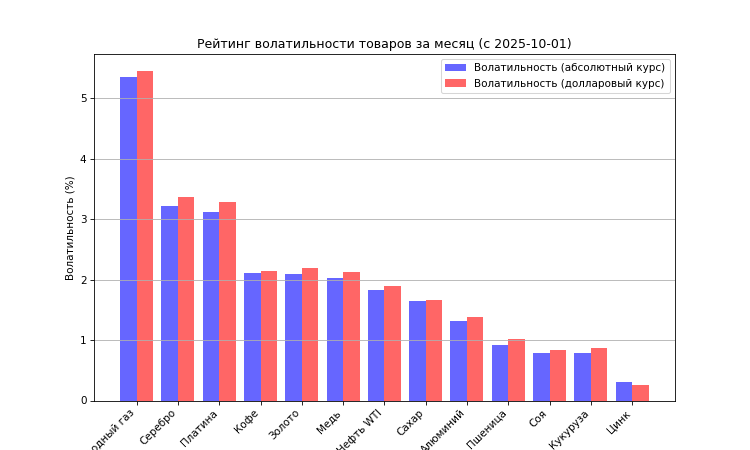 Рейтинг волатильности товаров за месяц (с 2025-10-01)
Волатильность (абсолютный курс)
Волатильность (долларовый курс)
Волатильность (%)
5
4
3
2
1
0
одный газ
Серебро
Платина
Кофе
Золото
Медь
Нефть WTI
Сахар
Алюминий
Пшеница
Соя
Кукуруза
Цинк